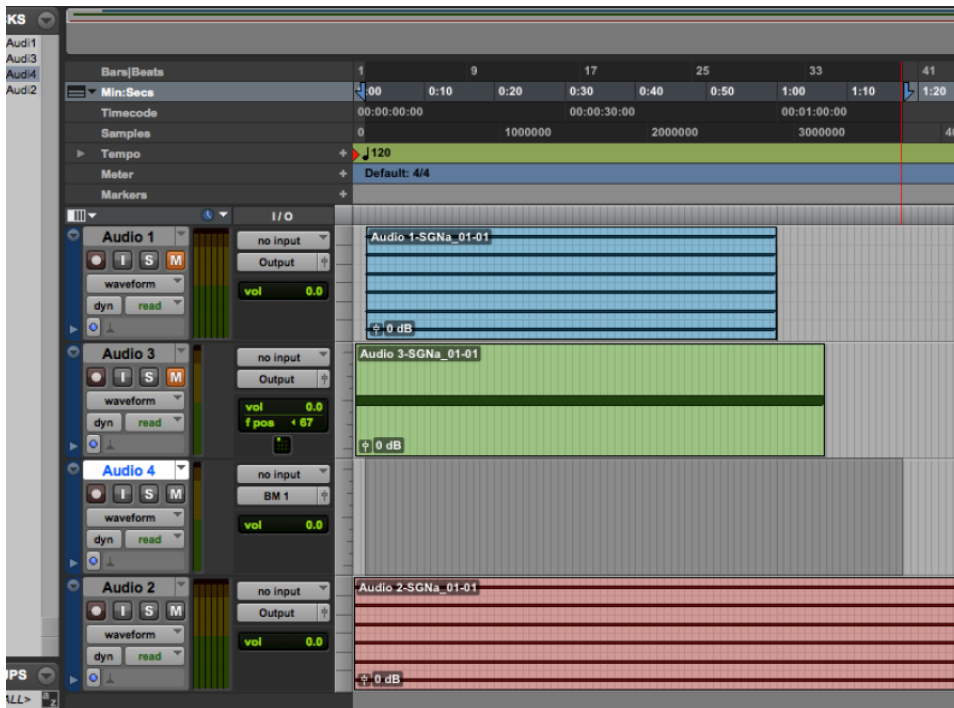 CKS
Audi1
Audi3
Audi4
Audi2
Bars|Beats 1 9 17 25 33 41
Min:Secs :00 0:10 0:20 0:30 0:40 0:50 1:00 1:10 1:20
Timecode 00:00:00:00 00:00:30:00 00:01:00:00
Samples 0 1000000 2000000 3000000
Tempo + 120
Meter + Default: 4/4
Markers +
I/O
Audio 1 no input Audio 1-SGNa_01-01
I S M Output
waveform vol 0.0
dyn read 0 dB
Audio 3 no input Audio 3-SGNa_01-01
I S M Output
waveform vol 0.0
dyn read f pos 67
0 dB
Audio 4 no input
I S M BM 1
waveform vol 0.0
dyn read
Audio 2 no input Audio 2-SGNa_01-01
I S M Output
waveform vol 0.0
dyn read 0 dB
UPS
ALL> a z